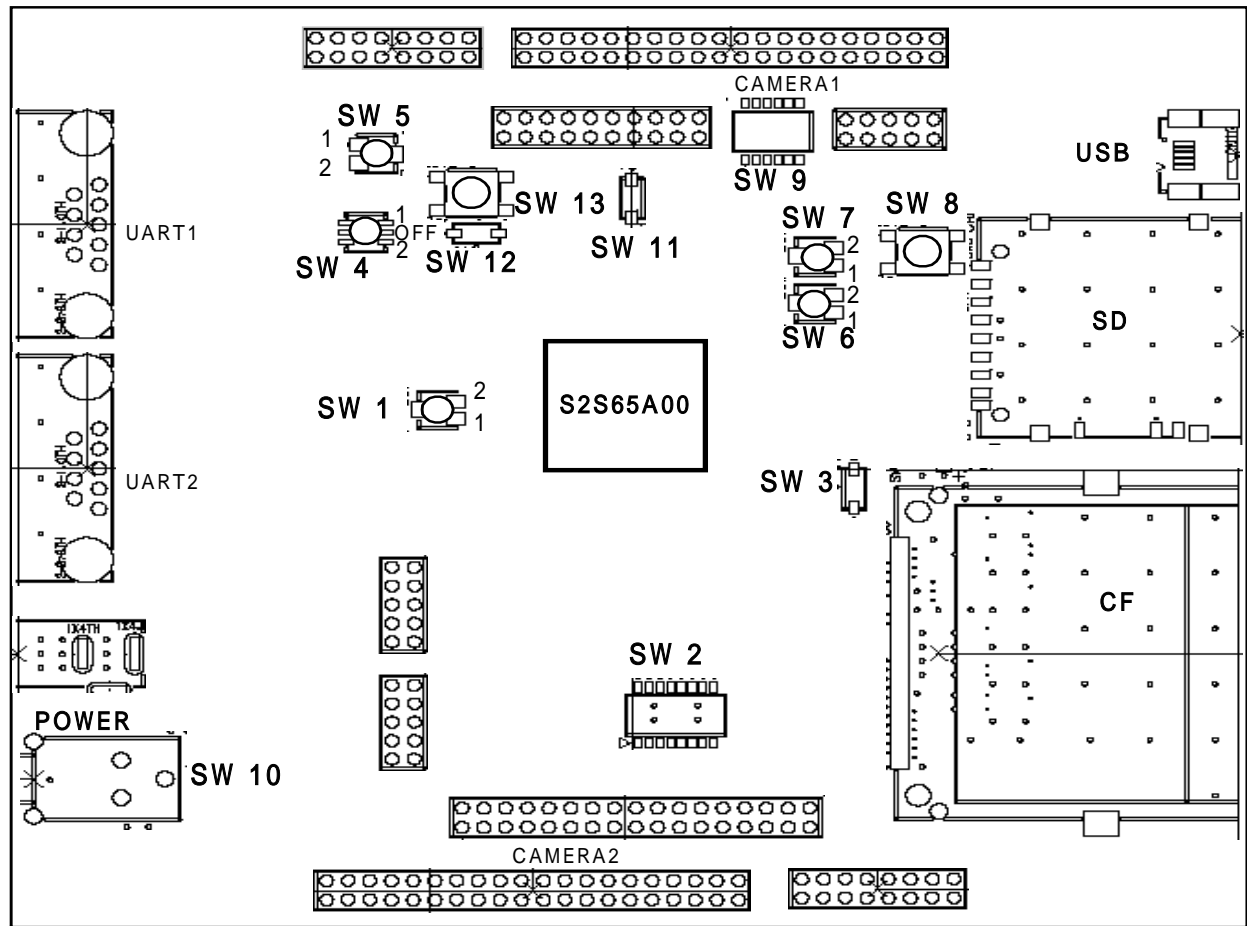 CAMERA1
SW 5
1
2
USB
SW 9
SW 13
SW 7
SW 8
1
OFF
2
UART1
SW 12
SW 11
2
1
SW 4
2
1
SW 6
SD
S2S65A00
SW 1
2
1
UART2
SW 3
CF
1X4TH
SW 2
POWER
SW 10
CAMERA2